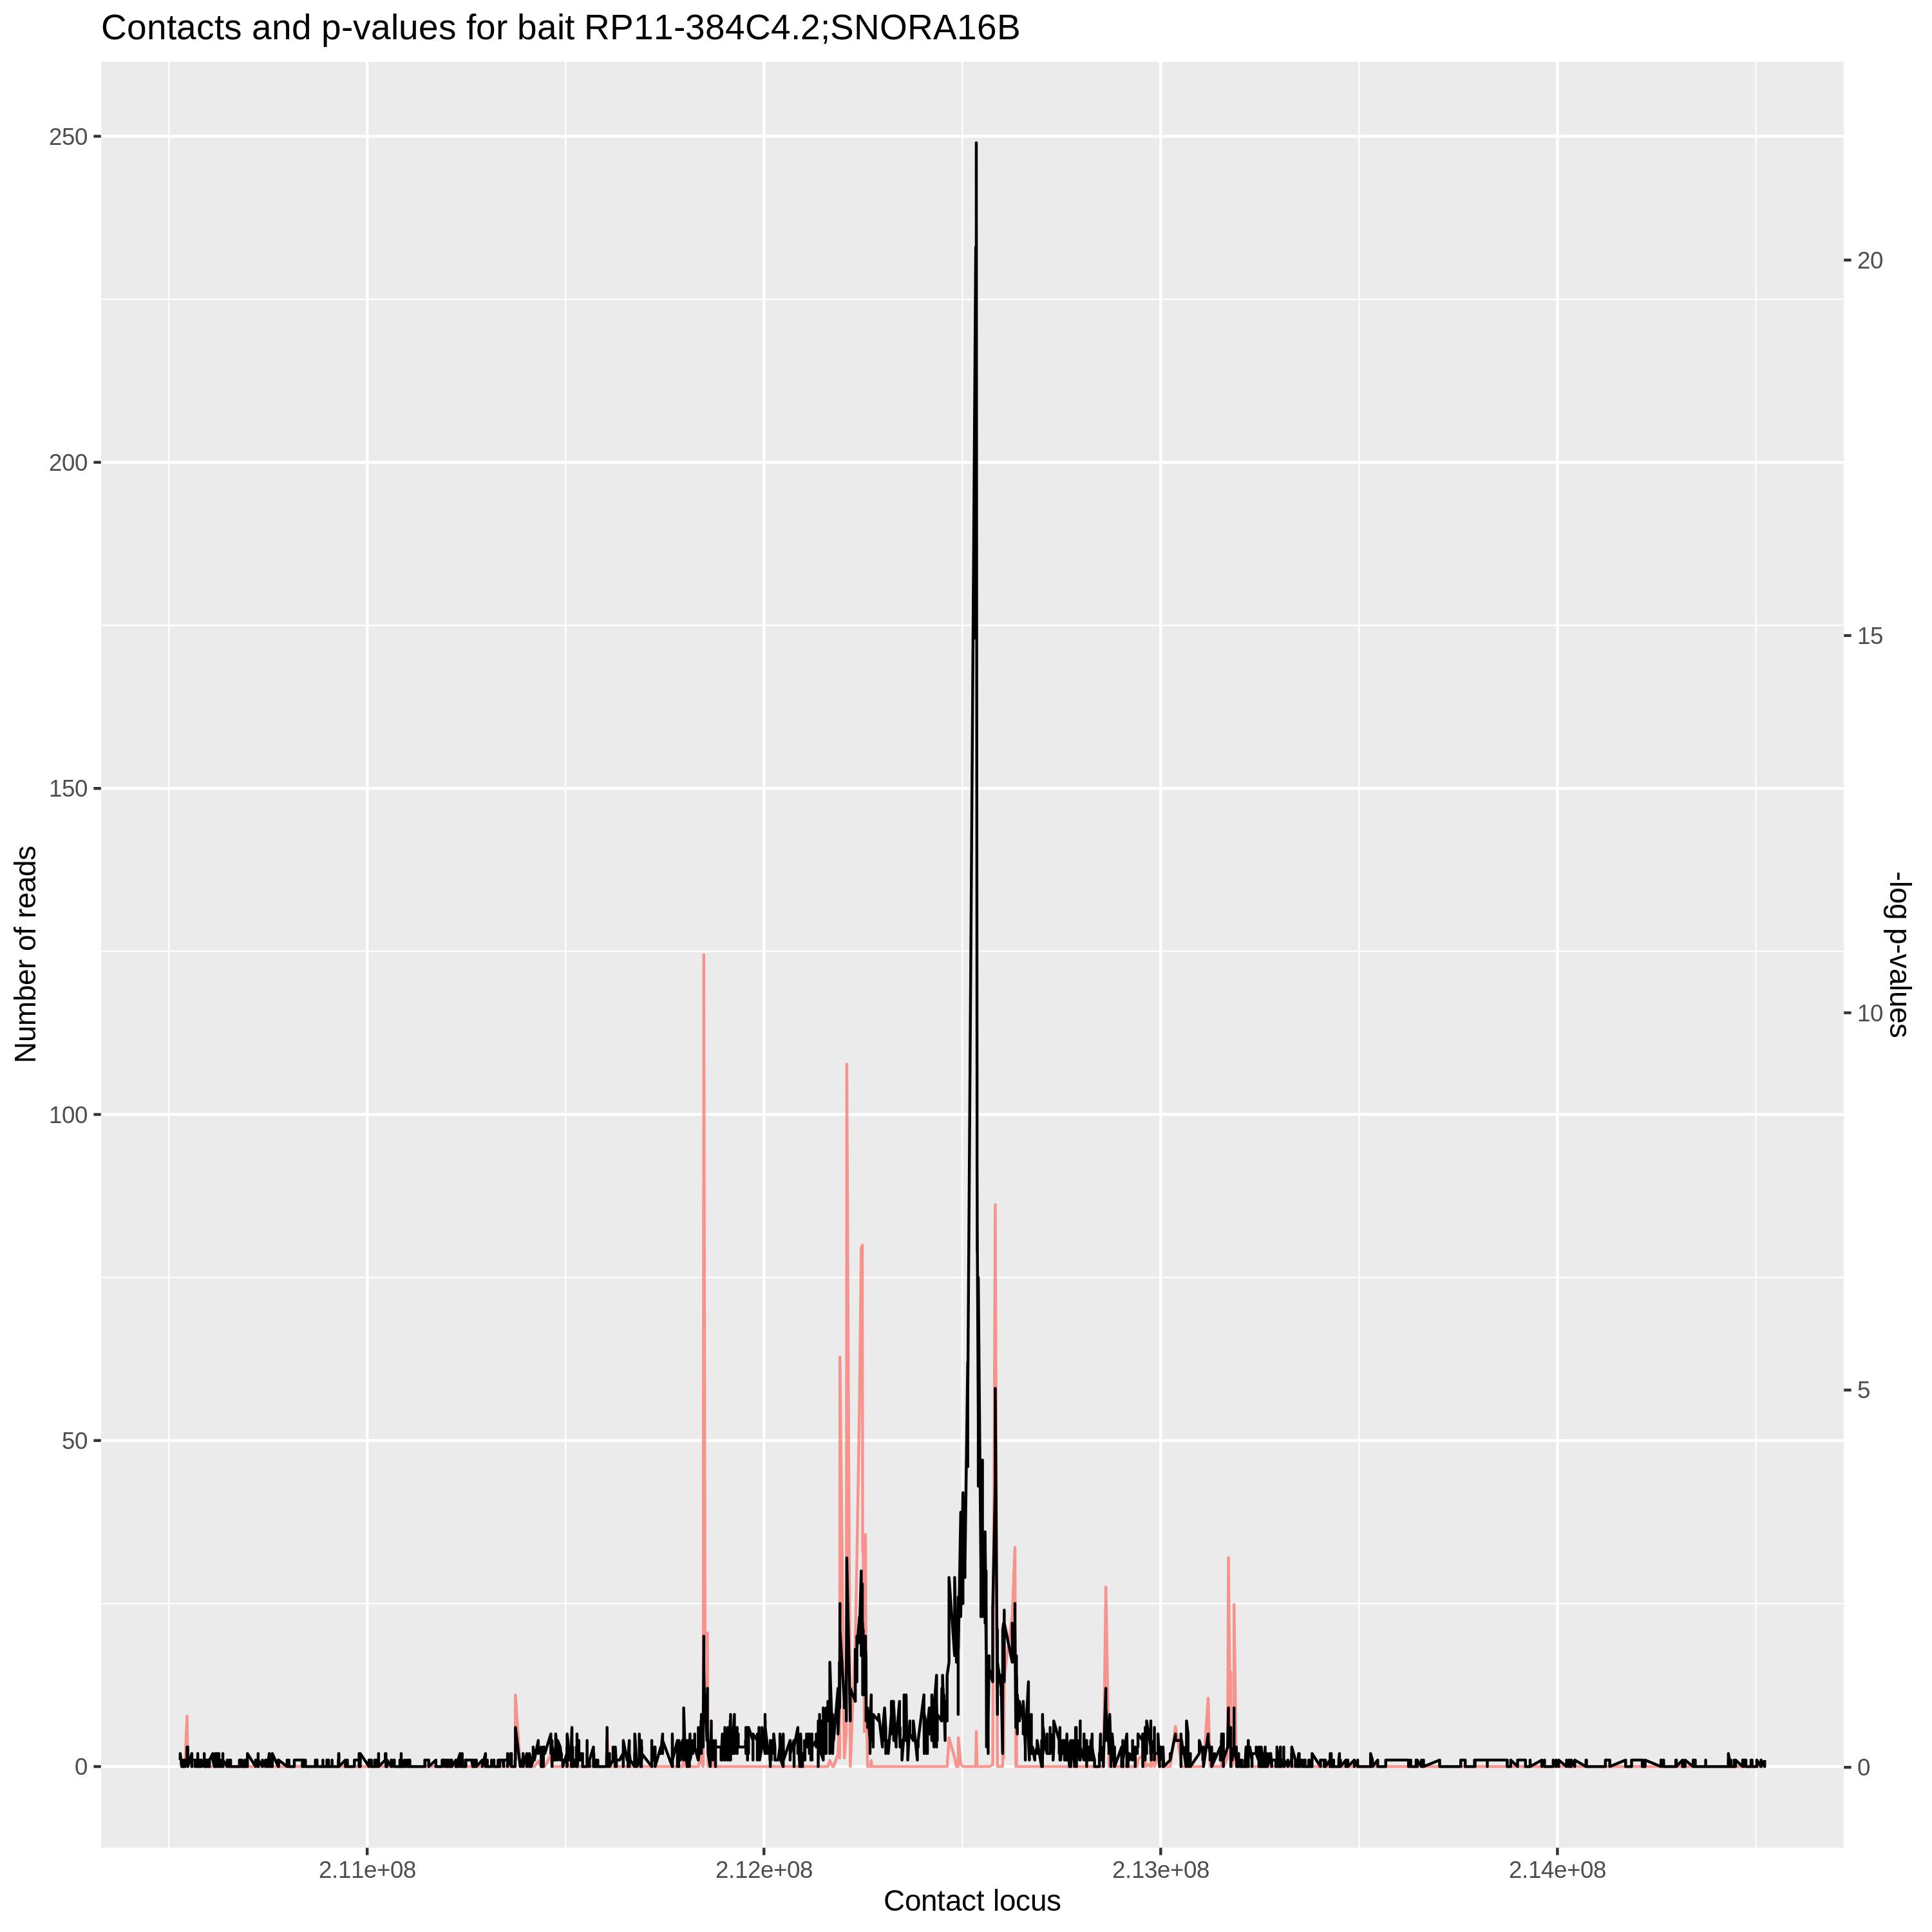 Contacts and p-values for bait RP11-384C4.2;SNORA16B
250
200
150
100
50
0
Number of reads
20
15
10
5
0
-log p-values
2.11e+08
2.12e+08
2.13e+08
2.14e+08
Contact locus